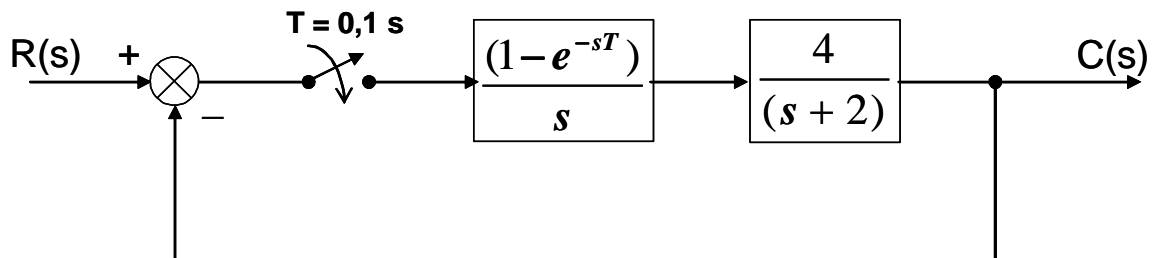 T = 0,1 s
R(s) + (1−e^{−sT}) 4 C(s)
s (s + 2)
−